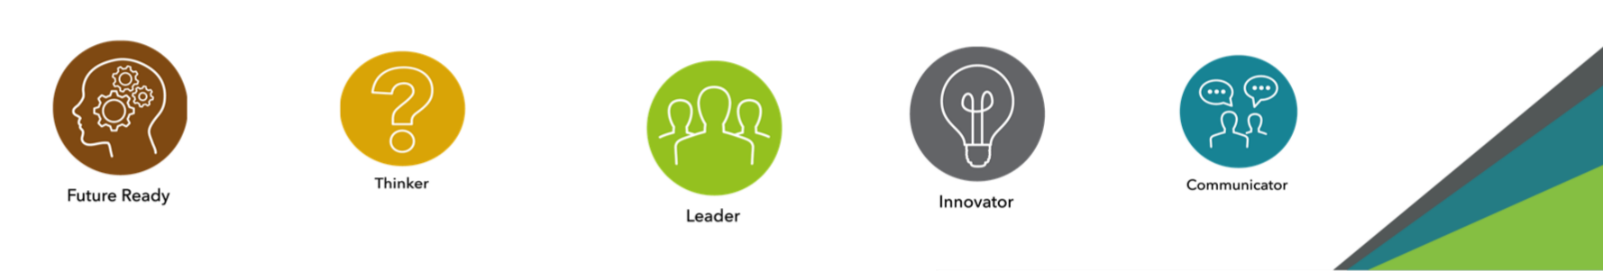 Future Ready
Thinker
Leader
Innovator
Communicator